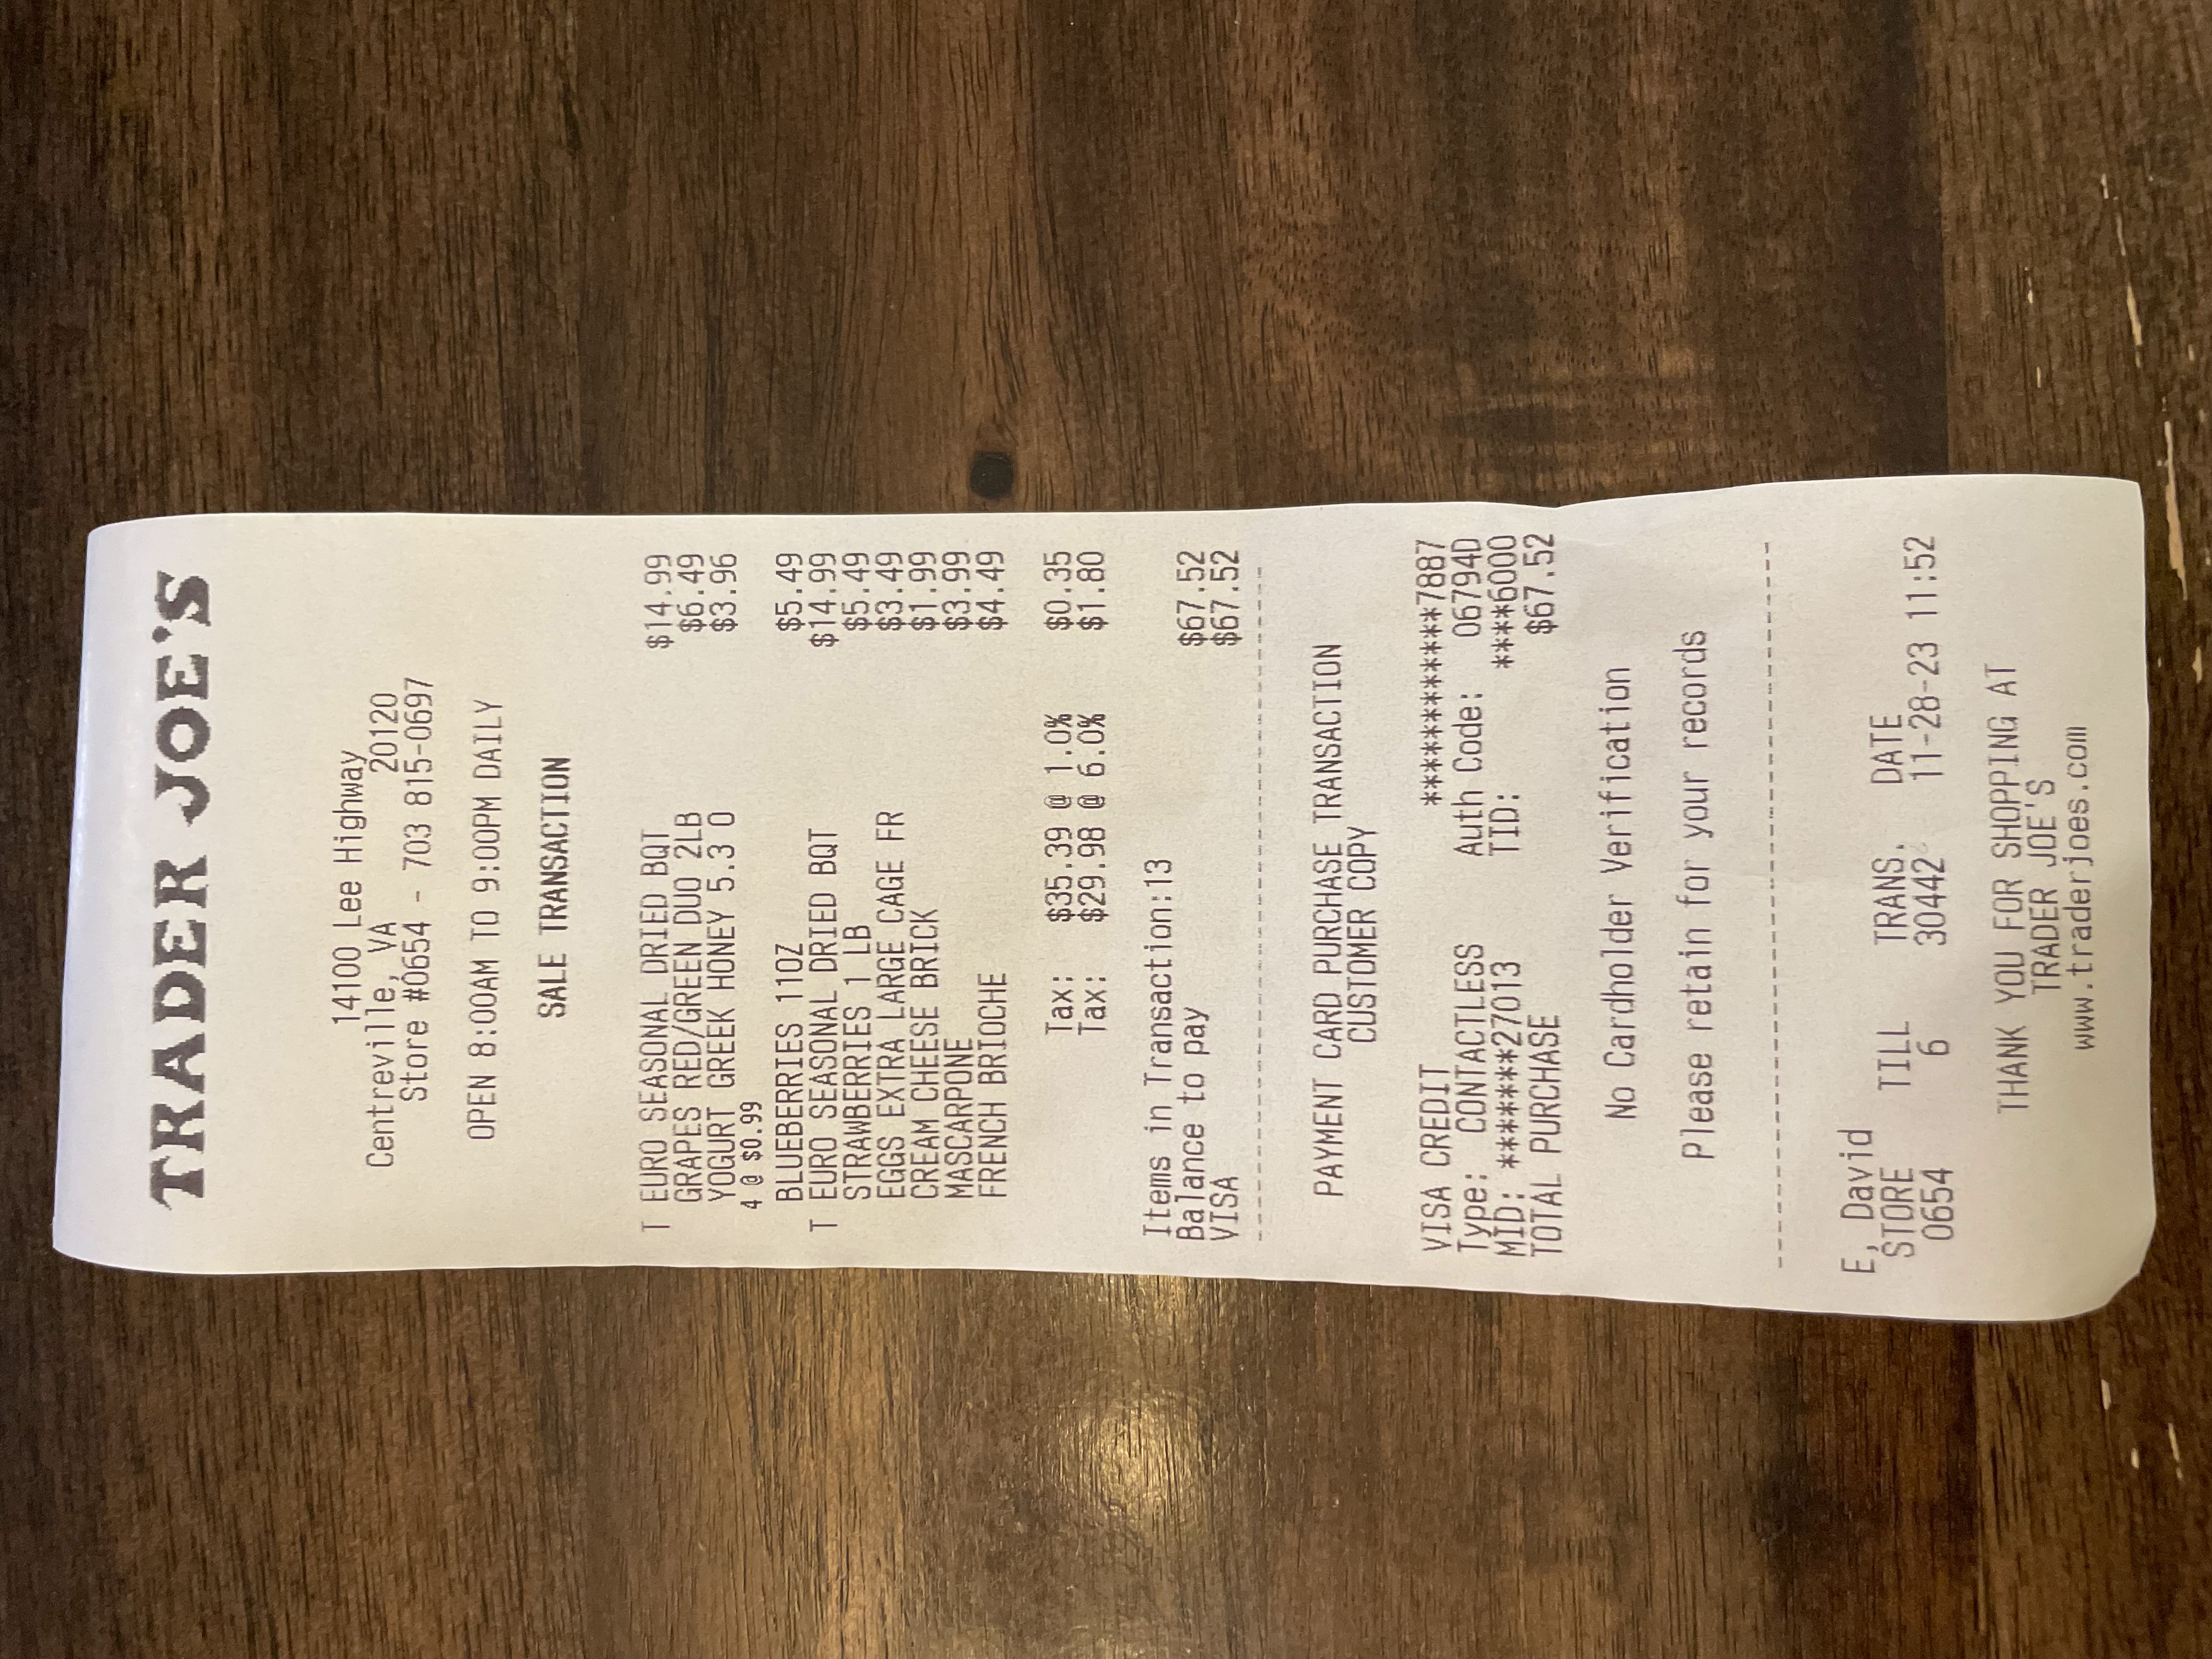 TRADER JOE'S
14100 Lee Highway
Centreville, VA 20120
Store #0654 - 703 815-0697
OPEN 8:00AM TO 9:00PM DAILY
SALE TRANSACTION
T EURO SEASONAL DRIED BQT $14.99
GRAPES RED/GREEN DUO 2LB $6.49
YOGURT GREEK HONEY 5.3 O $3.96
4 @ $0.99
BLUEBERRIES 11OZ $5.49
T EURO SEASONAL DRIED BQT $14.99
STRAWBERRIES 1 LB $5.49
EGGS EXTRA LARGE CAGE FR $3.49
CREAM CHEESE BRICK $1.99
MASCARPONE $3.99
FRENCH BRIOCHE $4.49
Tax: $35.39 @ 1.0% $0.35
Tax: $29.98 @ 6.0% $1.80
Items in Transaction:13
Balance to pay $67.52
VISA $67.52
PAYMENT CARD PURCHASE TRANSACTION
CUSTOMER COPY
VISA CREDIT ************7887
Type: CONTACTLESS Auth Code: 06794D
MID: *******27013 TID: ****6000
TOTAL PURCHASE $67.52
No Cardholder Verification
Please retain for your records
E, David
STORE TILL TRANS. DATE
0654 6 30442 11-28-23 11:52
THANK YOU FOR SHOPPING AT
TRADER JOE'S
www.traderjoes.com